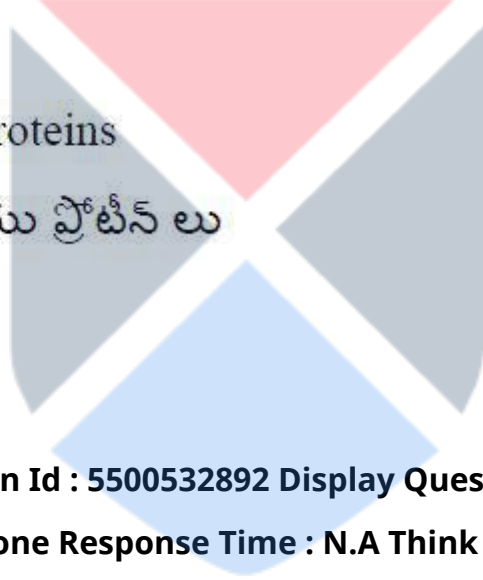 roteins
ప్రోటీన్ లు
n Id : 5500532892 Display Ques
one Response Time : N.A Think